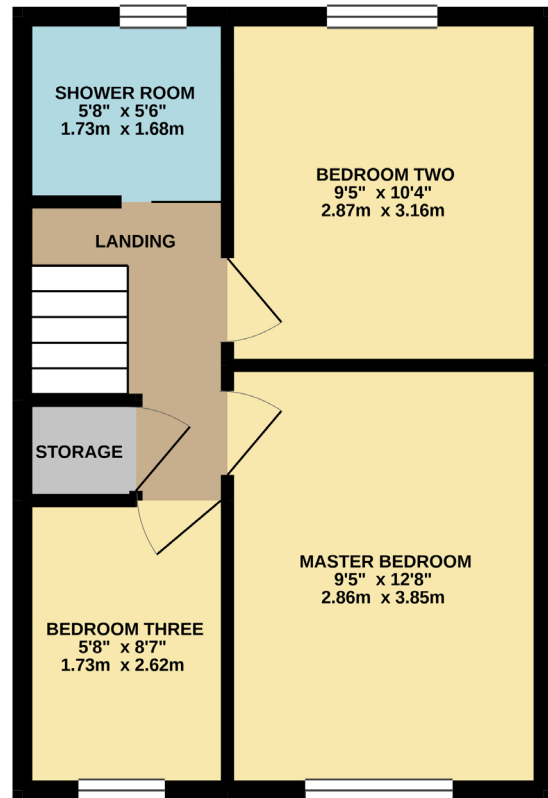 SHOWER ROOM
5'8" x 5'6"
1.73m x 1.68m
BEDROOM TWO
9'5" x 10'4"
2.87m x 3.16m
LANDING
STORAGE
MASTER BEDROOM
9'5" x 12'8"
2.86m x 3.85m
BEDROOM THREE
5'8" x 8'7"
1.73m x 2.62m